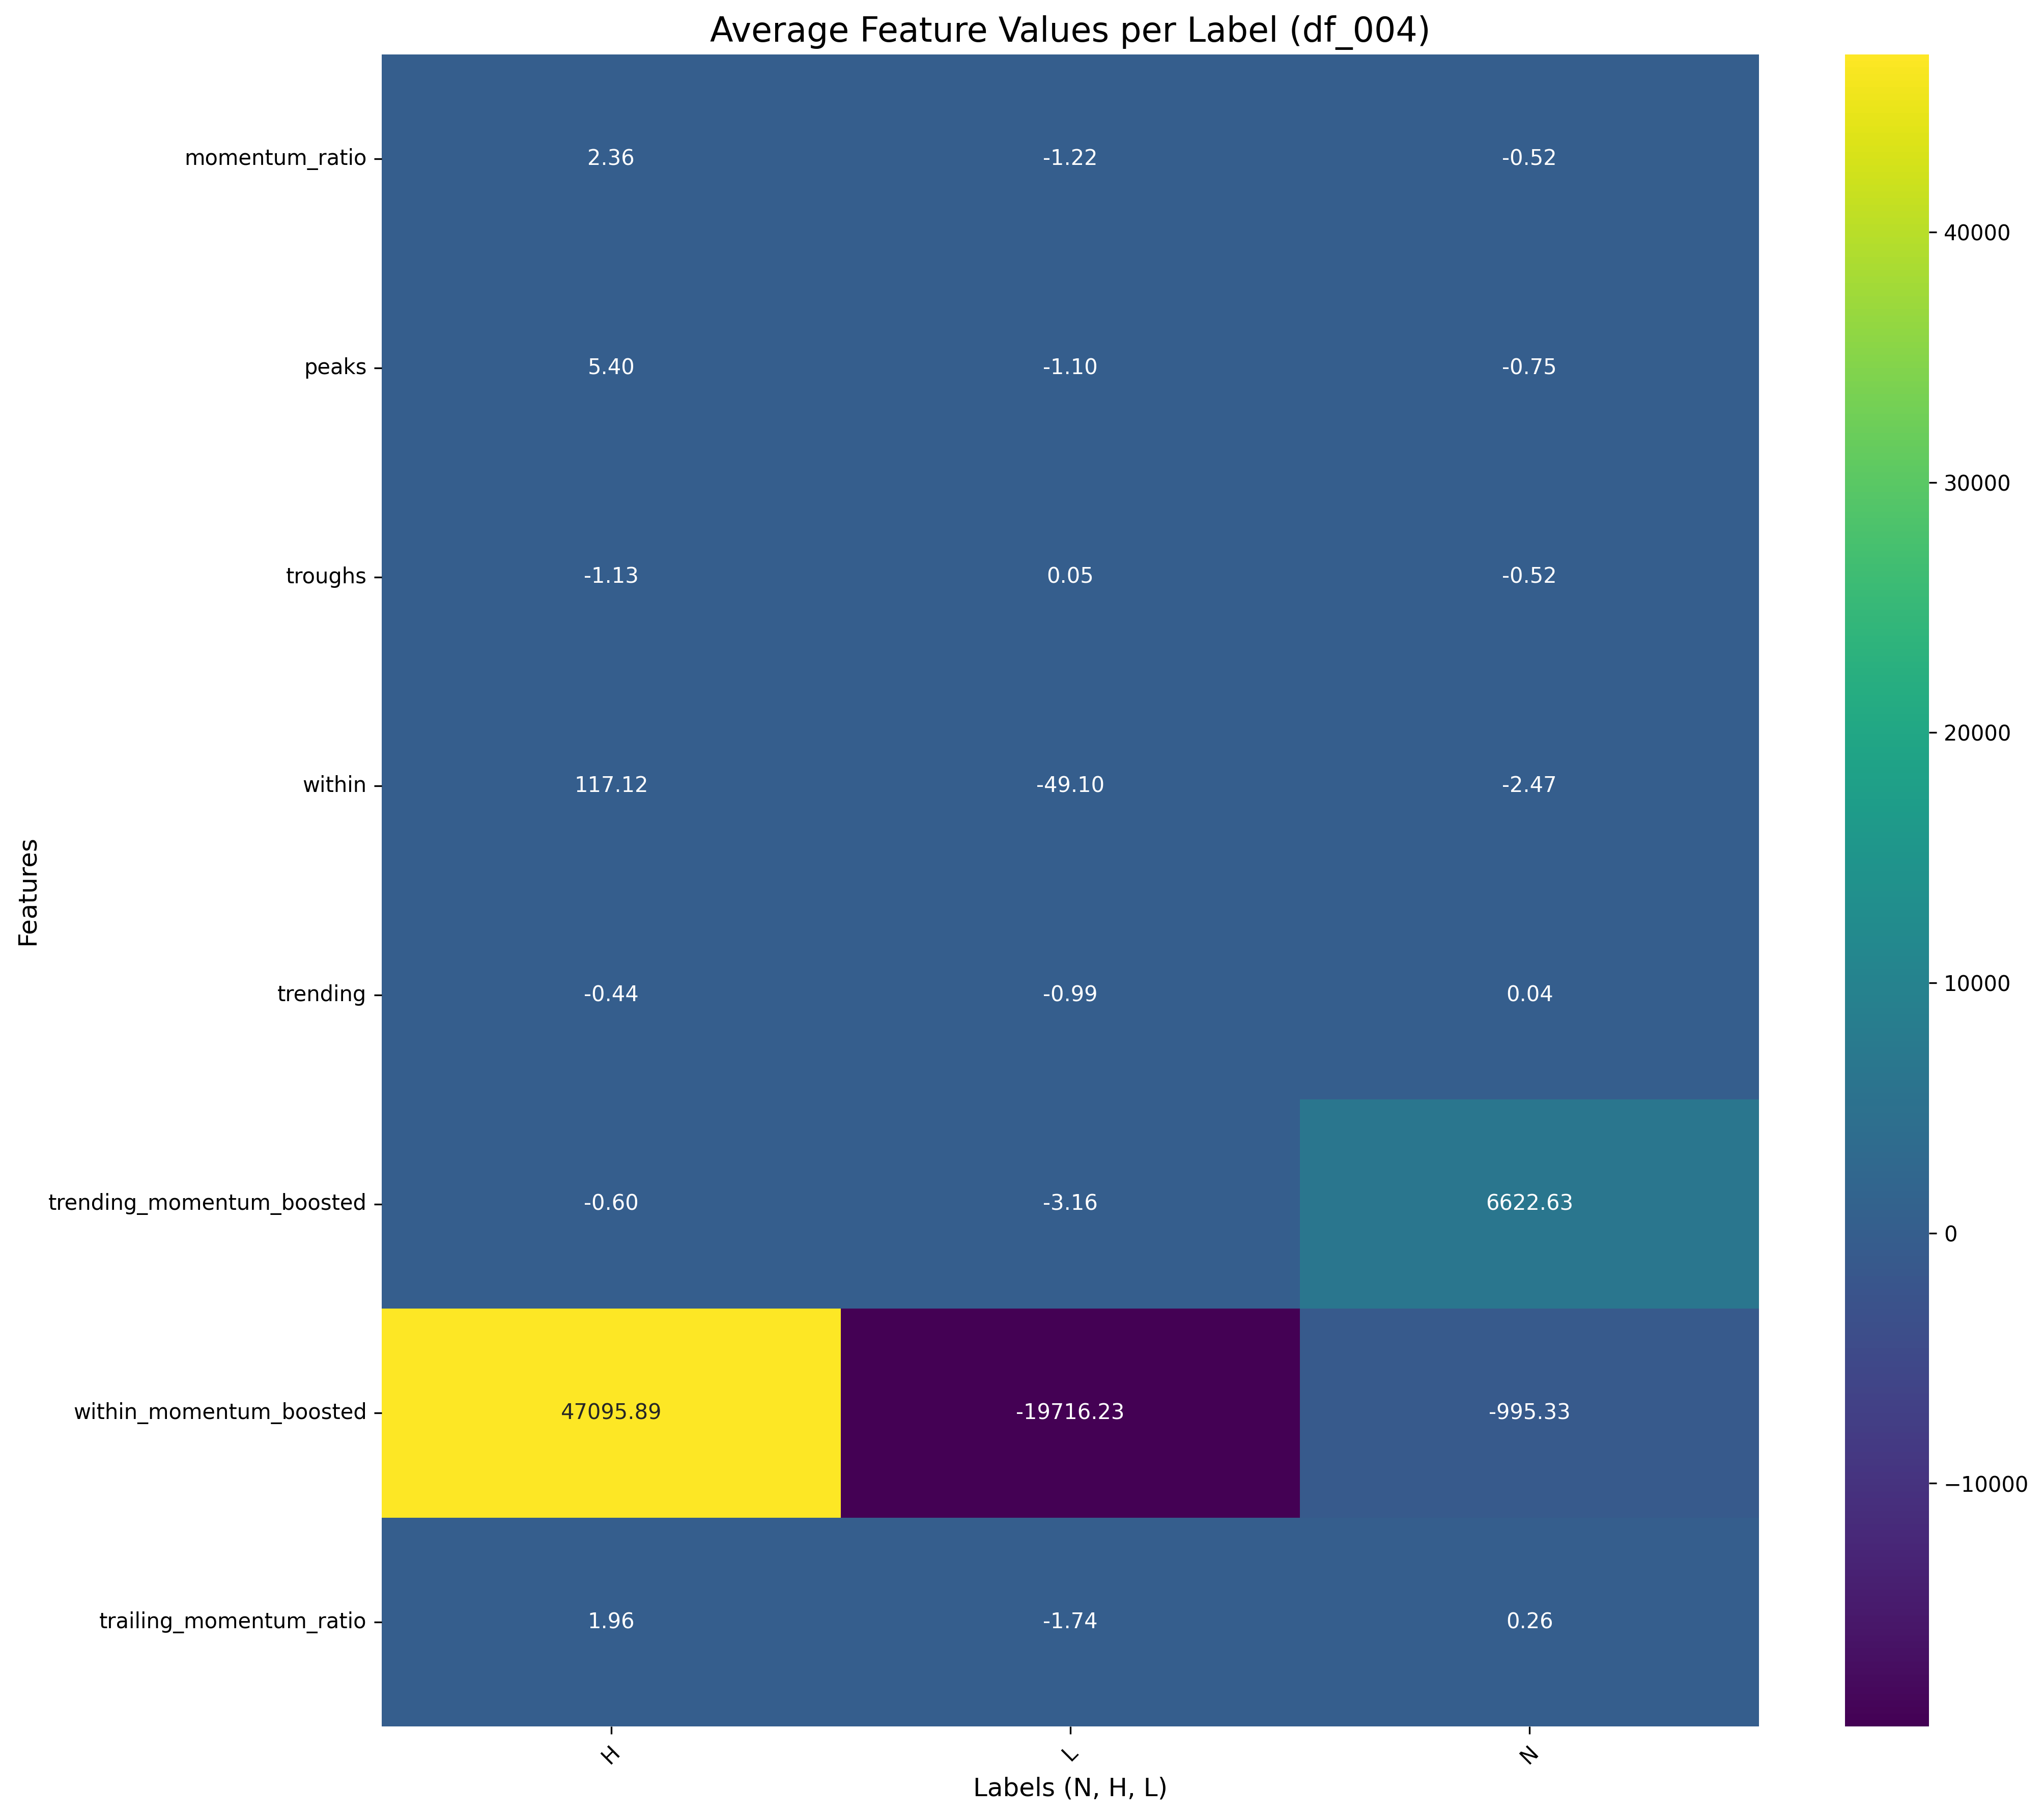 Average Feature Values per Label (df_004)
Features
momentum_ratio 2.36 -1.22 -0.52
peaks 5.40 -1.10 -0.75
troughs -1.13 0.05 -0.52
within 117.12 -49.10 -2.47
trending -0.44 -0.99 0.04
trending_momentum_boosted -0.60 -3.16 6622.63
within_momentum_boosted 47095.89 -19716.23 -995.33
trailing_momentum_ratio 1.96 -1.74 0.26
H L N
Labels (N, H, L)
40000
30000
20000
10000
0
−10000